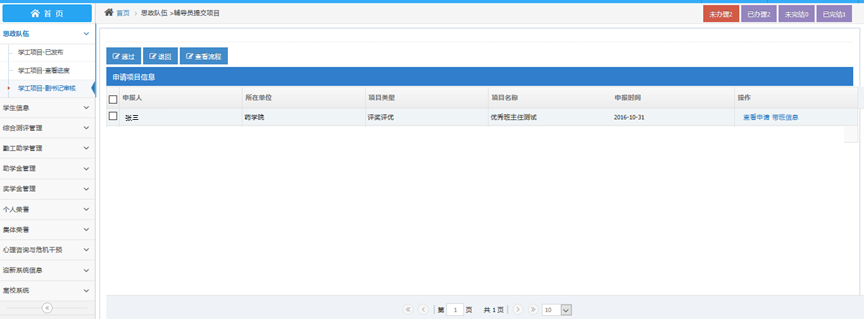 首 页
首页 > 思政队伍 >辅导员提交项目
未办理2 已办理2 未完结0 已完结1
思政队伍
学工项目-已发布
学工项目-查看进度
学工项目-副书记审核
学生信息
综合测评管理
勤工助学管理
助学金管理
奖学金管理
个人荣誉
集体荣誉
心理咨询与危机干预
迎新系统信息
离校系统
通过 退回 查看流程
申请项目信息
申报人 所在单位 项目类型 项目名称 申报时间 操作
张三 药学院 评奖评优 优秀班主任测试 2016-10-31 查看申请 带班信息
第 1 页 共 1 页 10